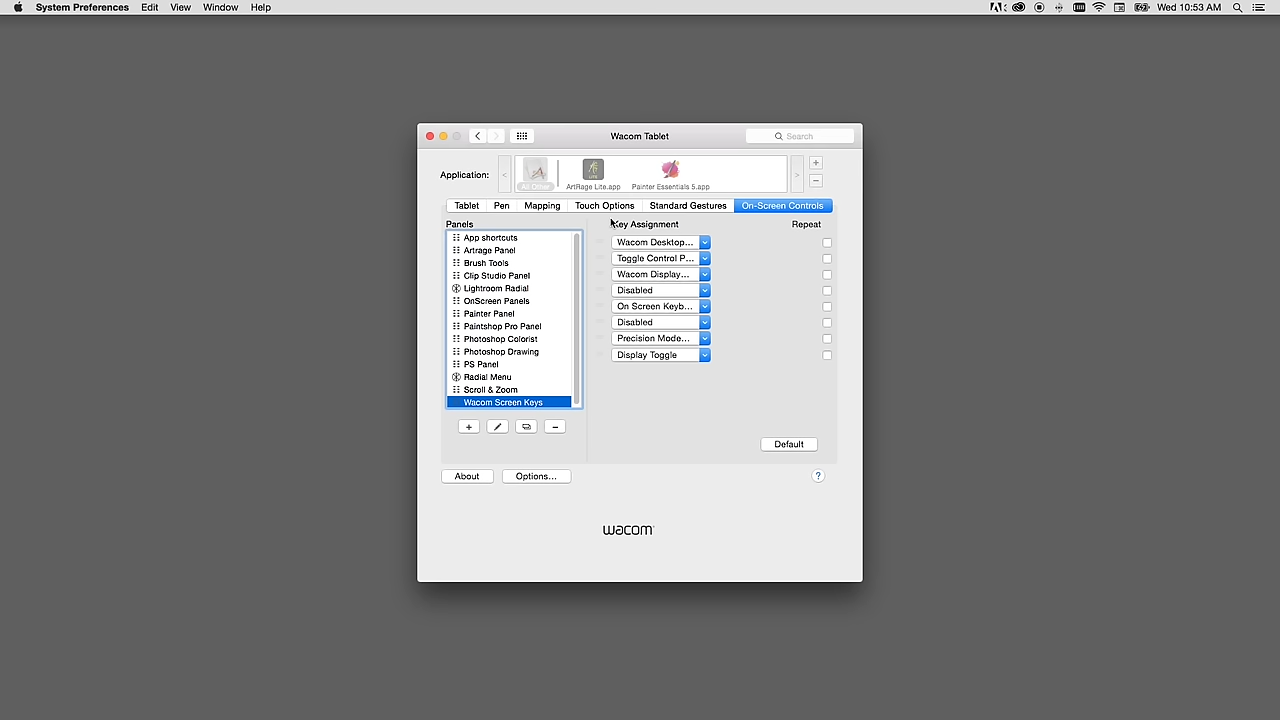 System Preferences Edit View Window Help Wed 10:53 AM
Wacom Tablet Search
Application:
All Other ArtRage Lite.app Painter Essentials 5.app
Tablet Pen Mapping Touch Options Standard Gestures On-Screen Controls
Panels
App shortcuts
Artrage Panel
Brush Tools
Clip Studio Panel
Lightroom Radial
OnScreen Panels
Painter Panel
Paintshop Pro Panel
Photoshop Colorist
Photoshop Drawing
PS Panel
Radial Menu
Scroll & Zoom
Wacom Screen Keys
Key Assignment Repeat
Wacom Desktop...
Toggle Control P...
Wacom Display...
Disabled
On Screen Keyb...
Disabled
Precision Mode...
Display Toggle
Default
About Options... ?
wacom